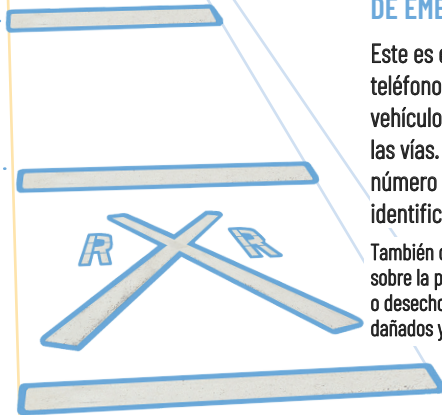 DE EME
Este es e
teléfono
vehículo
las vías.
número
identific
También c
sobre la p
o desecho
dañados y
R R